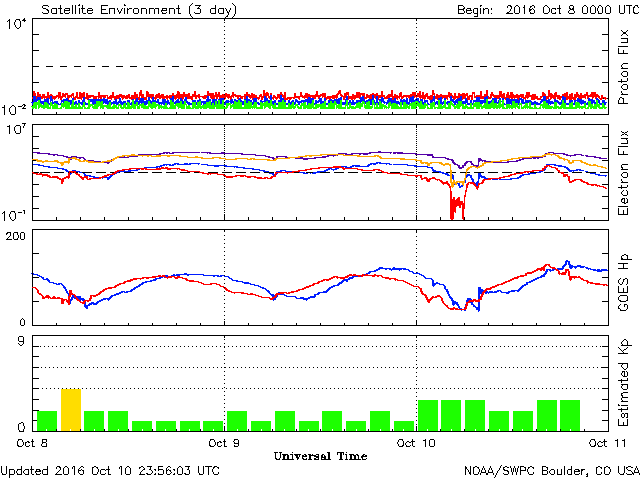 Satellite Environment (3 day) Begin: 2016 Oct 8 0000 UTC
10⁴
10⁻²
Proton Flux
10⁷
10⁻¹
Electron Flux
200
0
GOES Hp
9
0
Estimated Kp
Oct 8 Oct 9 Oct 10 Oct 11
Universal Time
Updated 2016 Oct 10 23:56:03 UTC NOAA/SWPC Boulder, CO USA